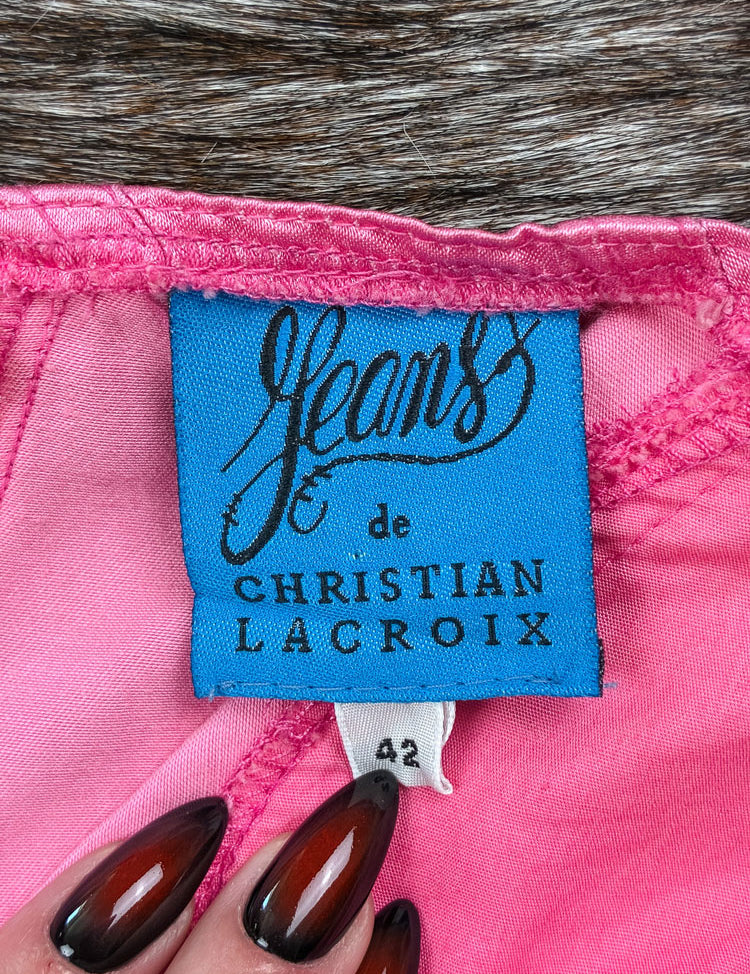 Jeans
de
CHRISTIAN
LACROIX
42